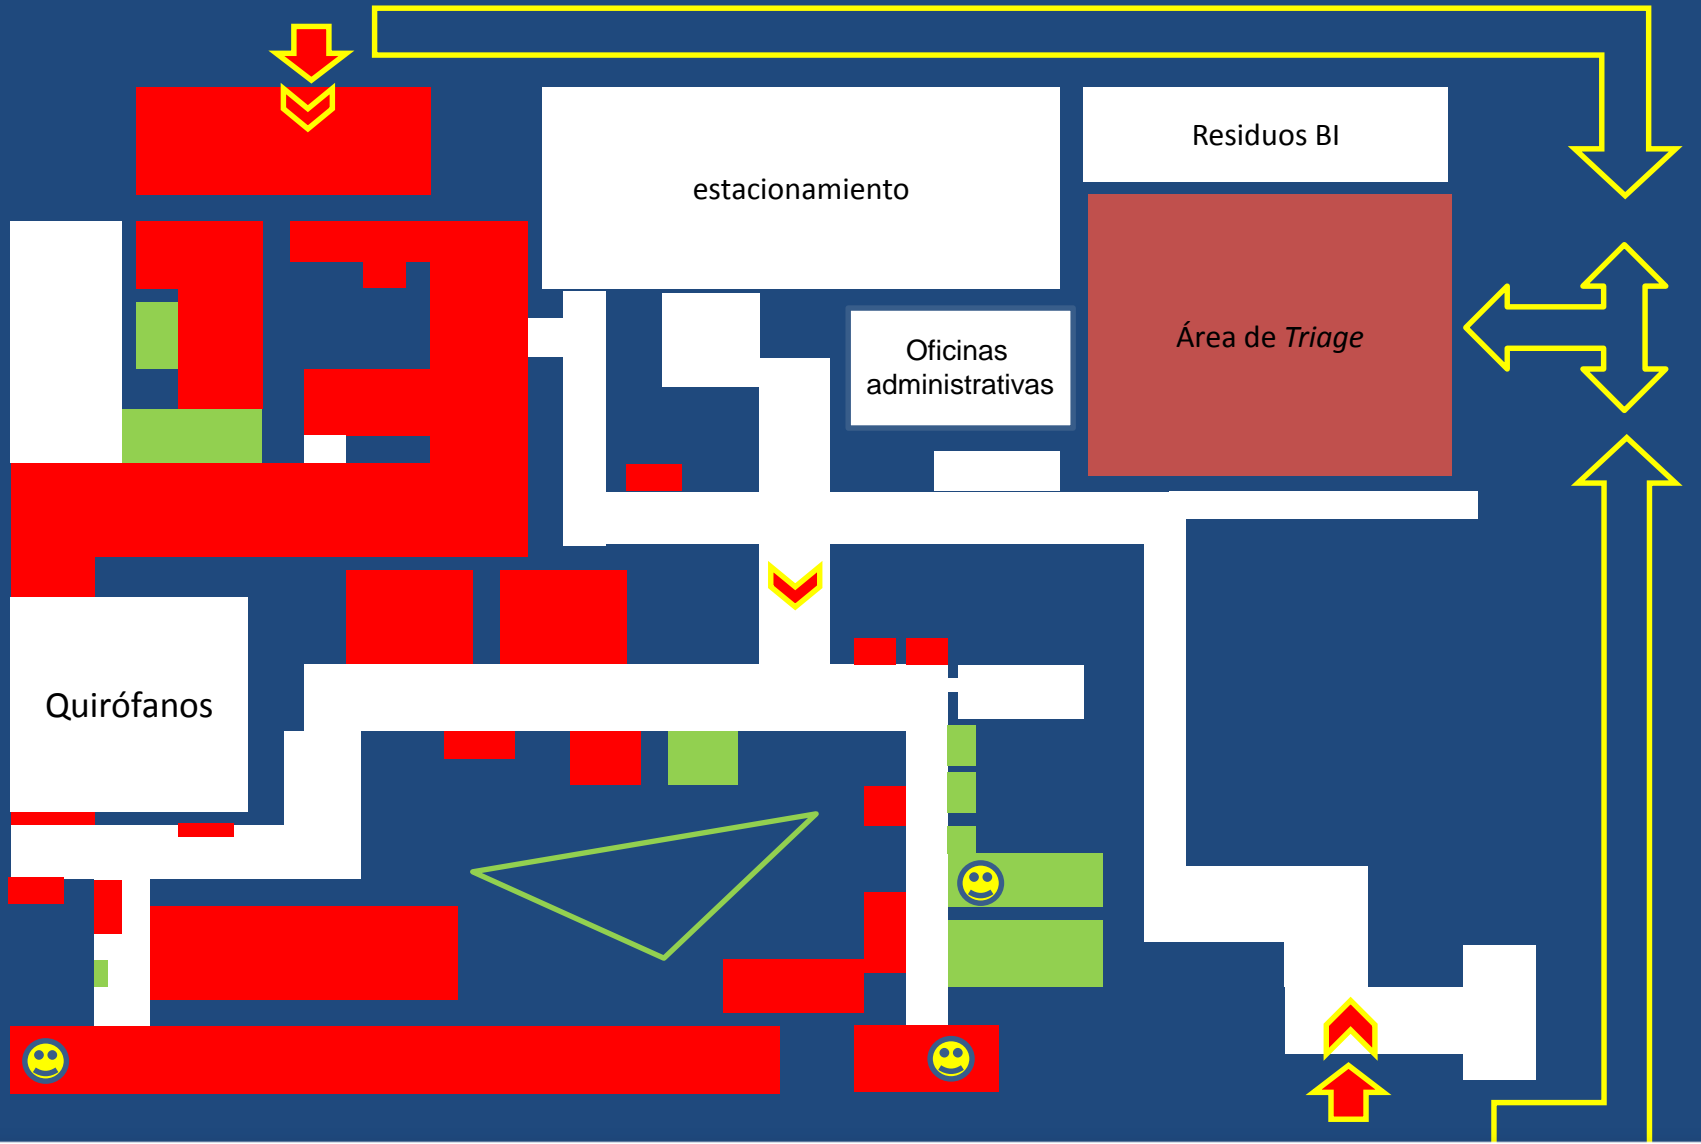 Residuos BI
estacionamiento
Área de Triage
Oficinas
administrativas
Quirófanos